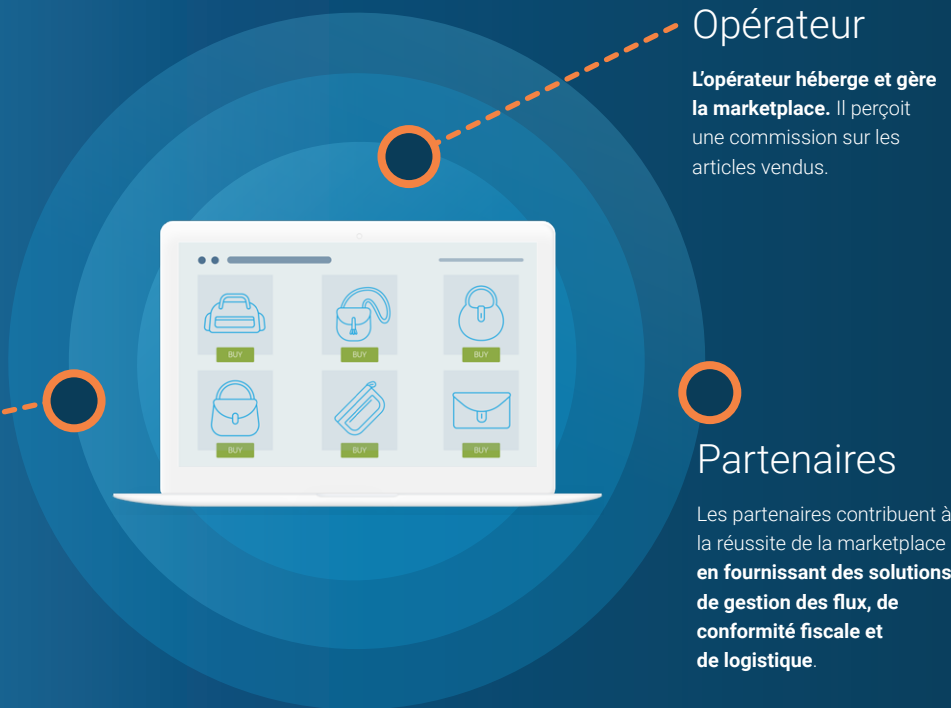 Opérateur
L’opérateur héberge et gère
la marketplace. Il perçoit
une commission sur les
articles vendus.
BUY BUY BUY
BUY BUY BUY
Partenaires
Les partenaires contribuent à
la réussite de la marketplace
en fournissant des solutions
de gestion des flux, de
conformité fiscale et
de logistique.